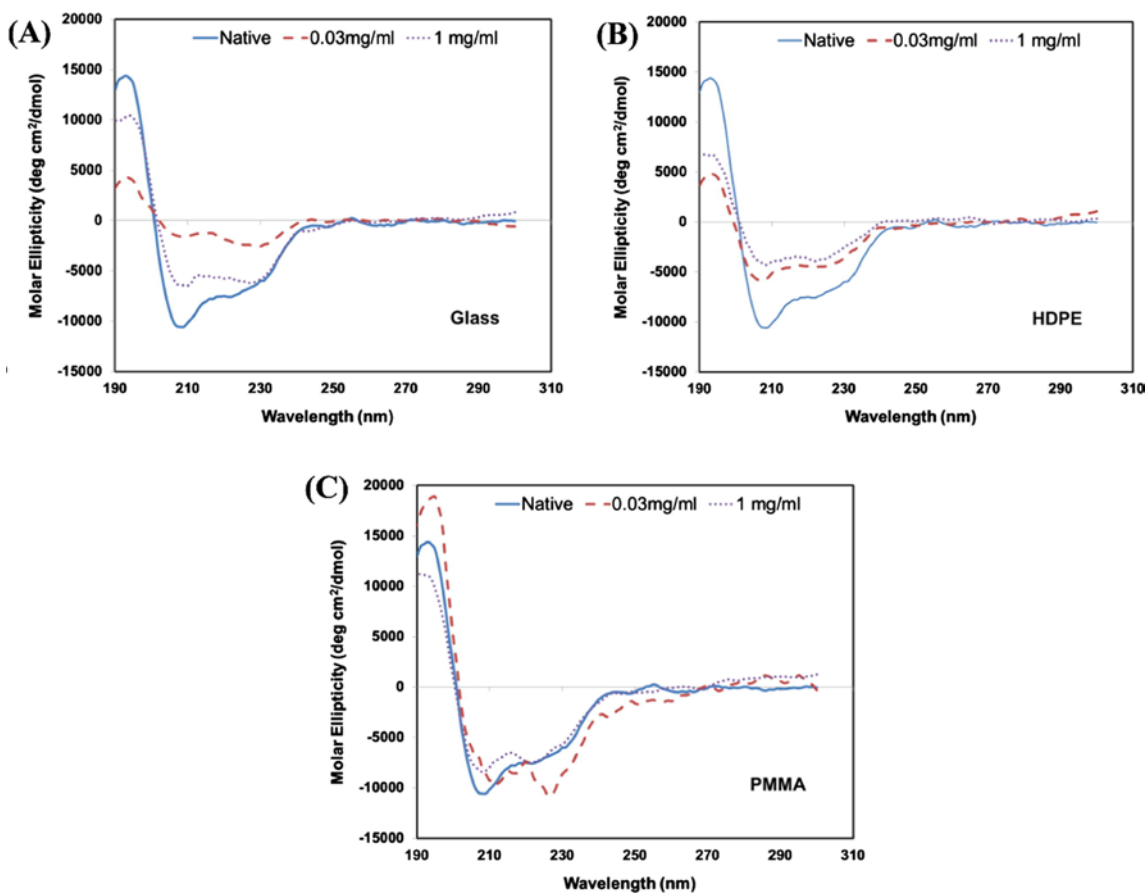 (A)
Native 0.03mg/ml 1 mg/ml
20000
15000
10000
5000
0
-5000
-10000
-15000
Molar Ellipticity (deg cm²/dmol)
Glass
190 210 230 250 270 290 310
Wavelength (nm)
(B)
Native 0.03mg/ml 1 mg/ml
20000
15000
10000
5000
0
-5000
-10000
-15000
Molar Ellipticity (deg cm²/dmol)
HDPE
190 210 230 250 270 290 310
Wavelength (nm)
(C)
Native 0.03mg/ml 1 mg/ml
20000
15000
10000
5000
0
-5000
-10000
-15000
Molar Ellipticity (deg cm²/dmol)
PMMA
190 210 230 250 270 290 310
Wavelength (nm)